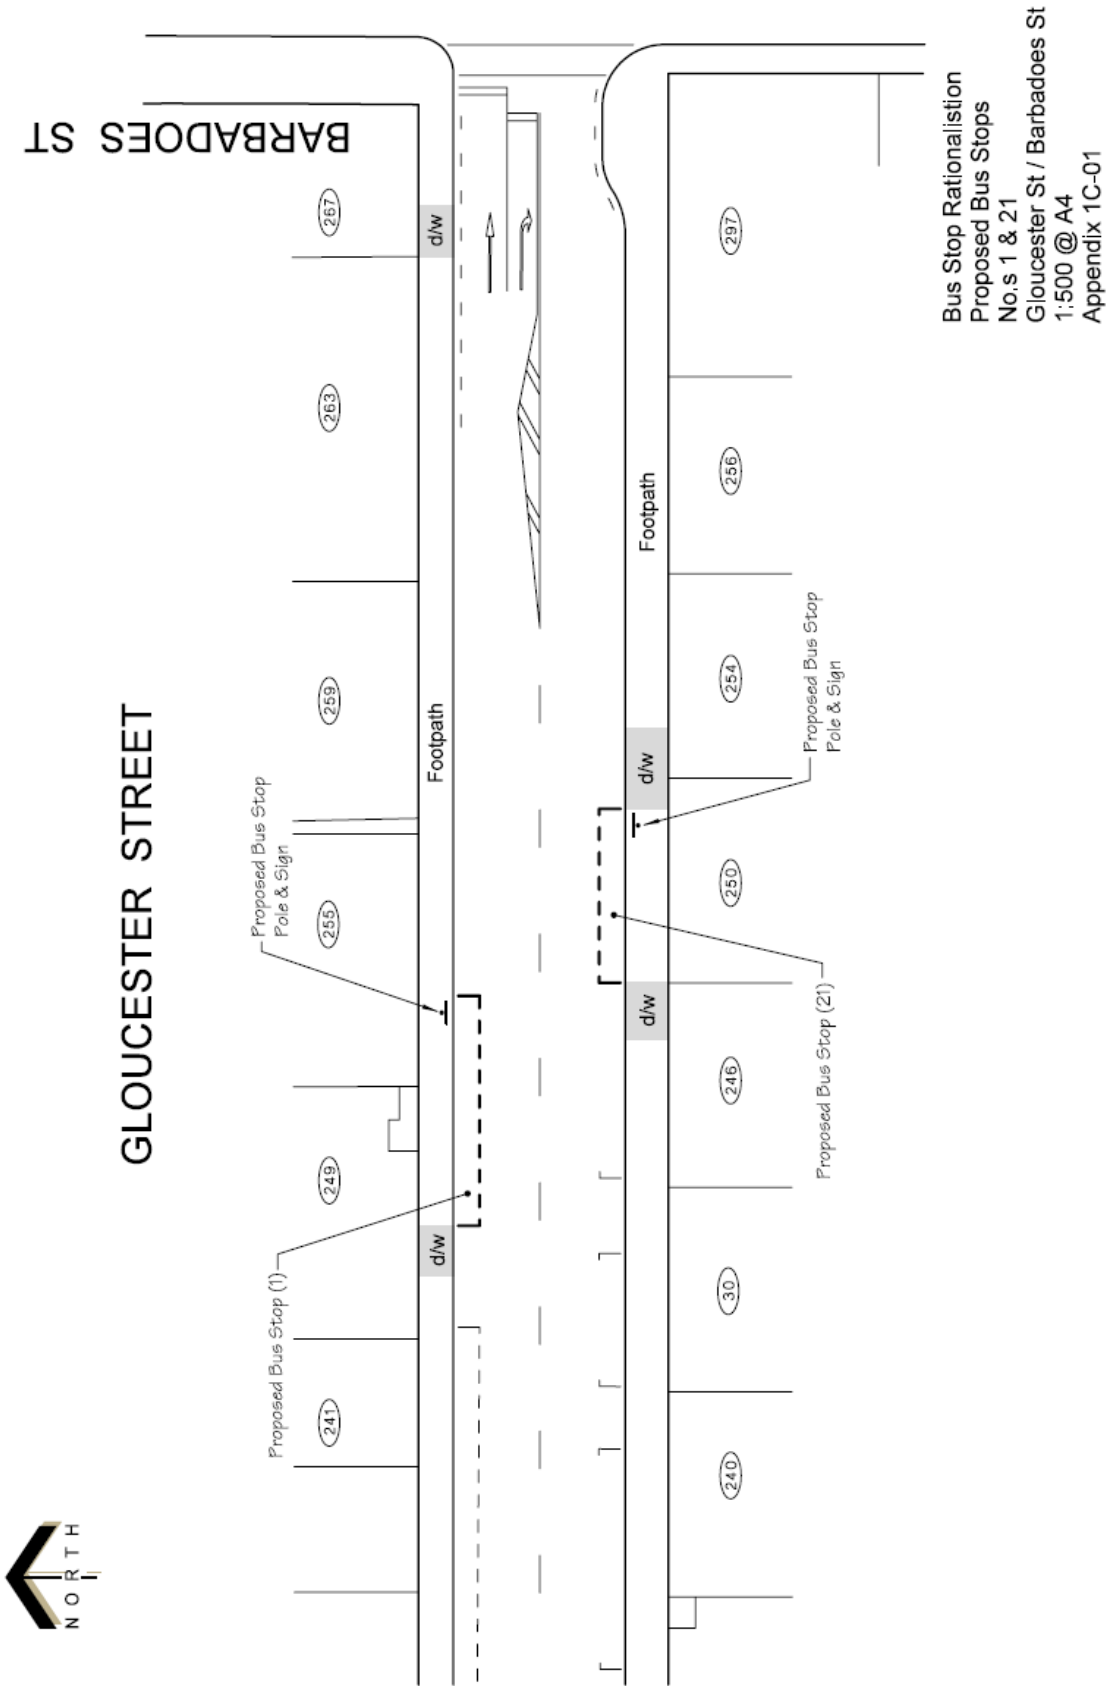 BARBADOES ST
GLOUCESTER STREET
NORTH
241
249
255
259
263
267
Proposed Bus Stop (1)
Proposed Bus Stop
Pole & Sign
d/w
Footpath
d/w
d/w
d/w
Footpath
240
30
246
250
254
256
297
Proposed Bus Stop (21)
Proposed Bus Stop
Pole & Sign
Bus Stop Rationalistion
Proposed Bus Stops
No,s 1 & 21
Gloucester St / Barbadoes St
1:500 @ A4
Appendix 1C-01